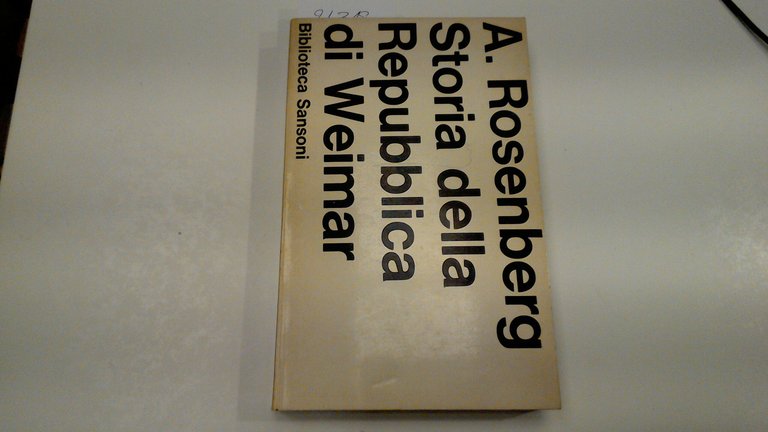 A. Rosenberg
Storia della
Repubblica
di Weimar
Biblioteca Sansoni